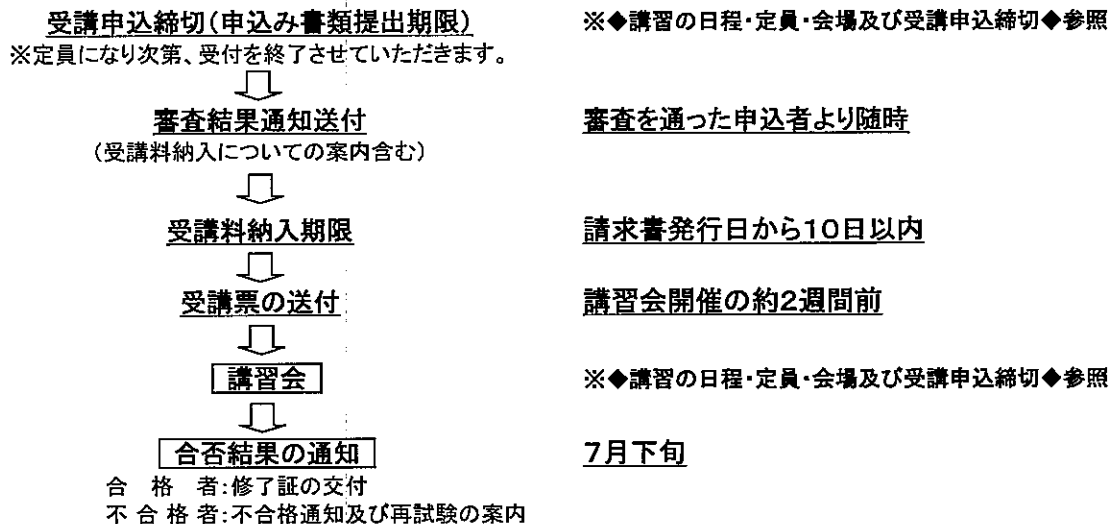 受講申込締切(申込み書類提出期限) ※◆講習の日程・定員・会場及び受講申込締切◆参照
※定員になり次第、受付を終了させていただきます。
審査結果通知送付 審査を通った申込者より随時
(受講料納入についての案内含む)
受講料納入期限 請求書発行日から10日以内
受講票の送付 講習会開催の約2週間前
講習会 ※◆講習の日程・定員・会場及び受講申込締切◆参照
合否結果の通知 7月下旬
合 格 者:修了証の交付
不 合 格 者:不合格通知及び再試験の案内